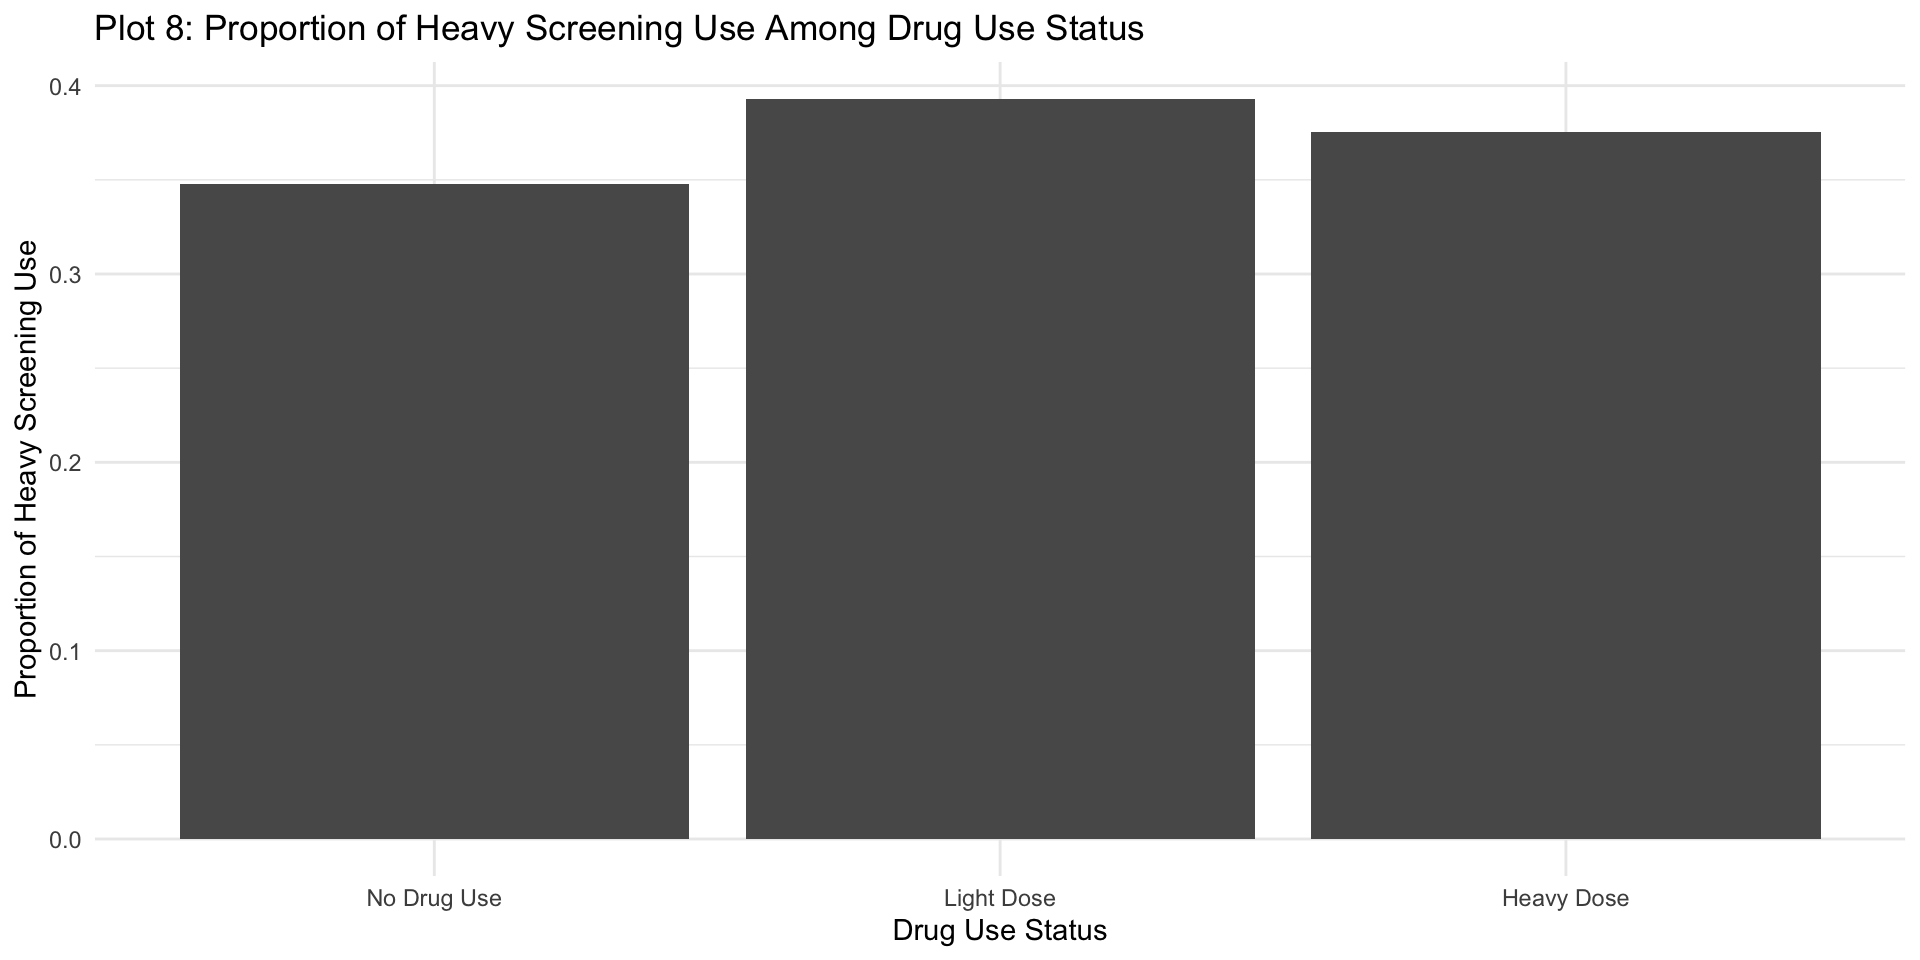 Plot 8: Proportion of Heavy Screening Use Among Drug Use Status
Proportion of Heavy Screening Use
0.4
0.3
0.2
0.1
0.0
No Drug Use
Light Dose
Heavy Dose
Drug Use Status